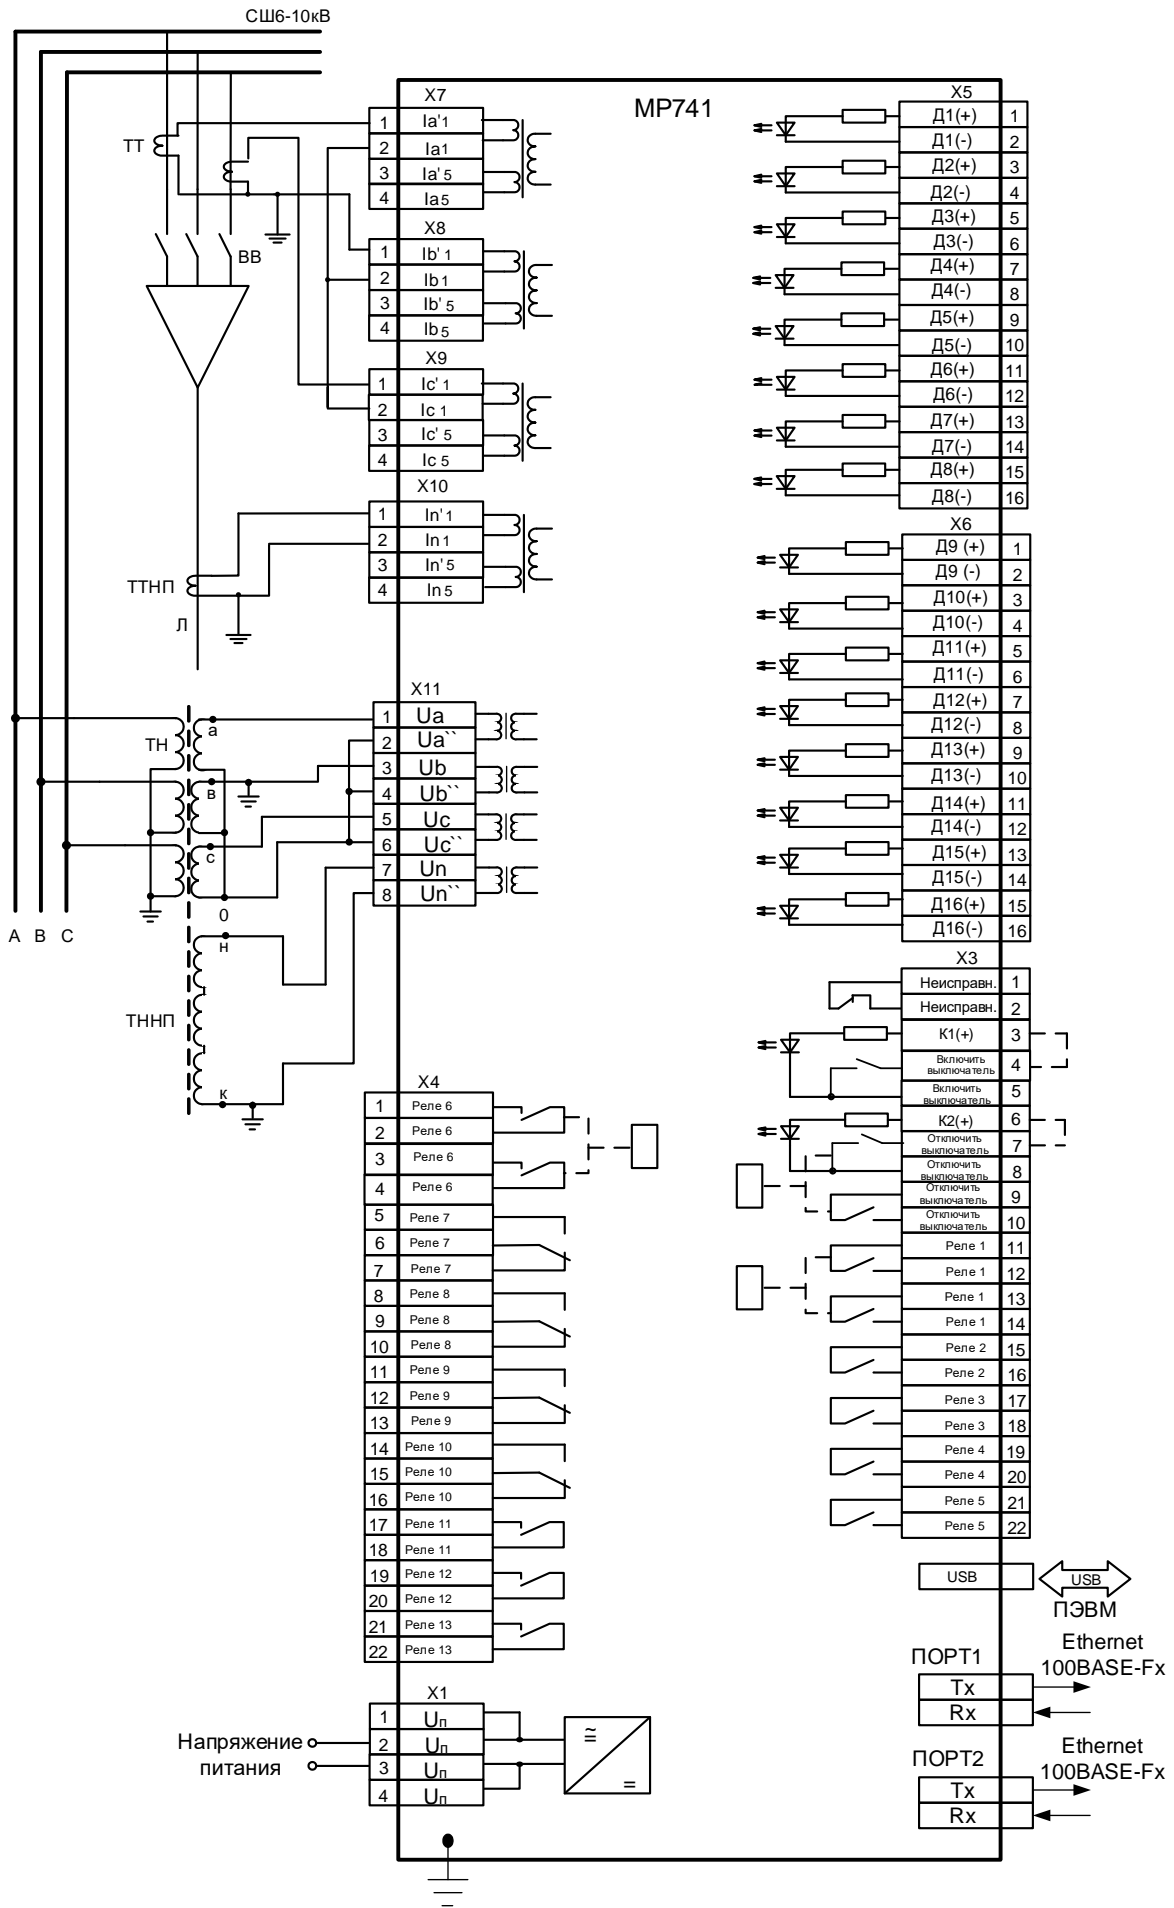 СШ6-10кВ
МР741
ТТ
ВВ
ТТНП
Л
ТН
а
в
с
0
А
В
С
н
ТННП
к
X7
1 Ia'1
2 Ia1
3 Ia'5
4 Ia5
X8
1 Ib'1
2 Ib1
3 Ib'5
4 Ib5
X9
1 Ic'1
2 Ic1
3 Ic'5
4 Ic5
X10
1 In'1
2 In1
3 In'5
4 In5
X11
1 Ua
2 Ua``
3 Ub
4 Ub``
5 Uc
6 Uc``
7 Un
8 Un``
X4
1 Реле 6
2 Реле 6
3 Реле 6
4 Реле 6
5 Реле 7
6 Реле 7
7 Реле 7
8 Реле 8
9 Реле 8
10 Реле 8
11 Реле 9
12 Реле 9
13 Реле 9
14 Реле 10
15 Реле 10
16 Реле 10
17 Реле 11
18 Реле 11
19 Реле 12
20 Реле 12
21 Реле 13
22 Реле 13
X1
1 Uп
2 Uп
3 Uп
4 Uп
Напряжение
питания
≅
=
X5
Д1(+) 1
Д1(-) 2
Д2(+) 3
Д2(-) 4
Д3(+) 5
Д3(-) 6
Д4(+) 7
Д4(-) 8
Д5(+) 9
Д5(-) 10
Д6(+) 11
Д6(-) 12
Д7(+) 13
Д7(-) 14
Д8(+) 15
Д8(-) 16
X6
Д9 (+) 1
Д9 (-) 2
Д10(+) 3
Д10(-) 4
Д11(+) 5
Д11(-) 6
Д12(+) 7
Д12(-) 8
Д13(+) 9
Д13(-) 10
Д14(+) 11
Д14(-) 12
Д15(+) 13
Д15(-) 14
Д16(+) 15
Д16(-) 16
X3
Неисправн. 1
Неисправн. 2
К1(+) 3
Включить
выключатель 4
Включить
выключатель 5
К2(+) 6
Отключить
выключатель 7
Отключить
выключатель 8
Отключить
выключатель 9
Отключить
выключатель 10
Реле 1 11
Реле 1 12
Реле 1 13
Реле 1 14
Реле 2 15
Реле 2 16
Реле 3 17
Реле 3 18
Реле 4 19
Реле 4 20
Реле 5 21
Реле 5 22
USB
USB
ПЭВМ
ПОРТ1
Tx
Rx
Ethernet
100BASE-Fx
ПОРТ2
Tx
Rx
Ethernet
100BASE-Fx